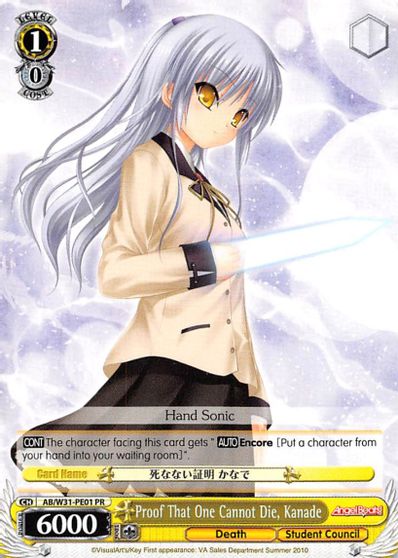 LEVEL
1
0
COST
Hand Sonic
CONT The character facing this card gets " AUTO Encore [Put a character from
your hand into your waiting room]".
Card Name 死なない証明 かなで
CH AB/W31-PE01 PR
Proof That One Cannot Die, Kanade
Angel Beats!
POWER 6000 SOUL
Death
Student Council
©VisualArt's/Key First appearance: VA Sales Department Summer 2010